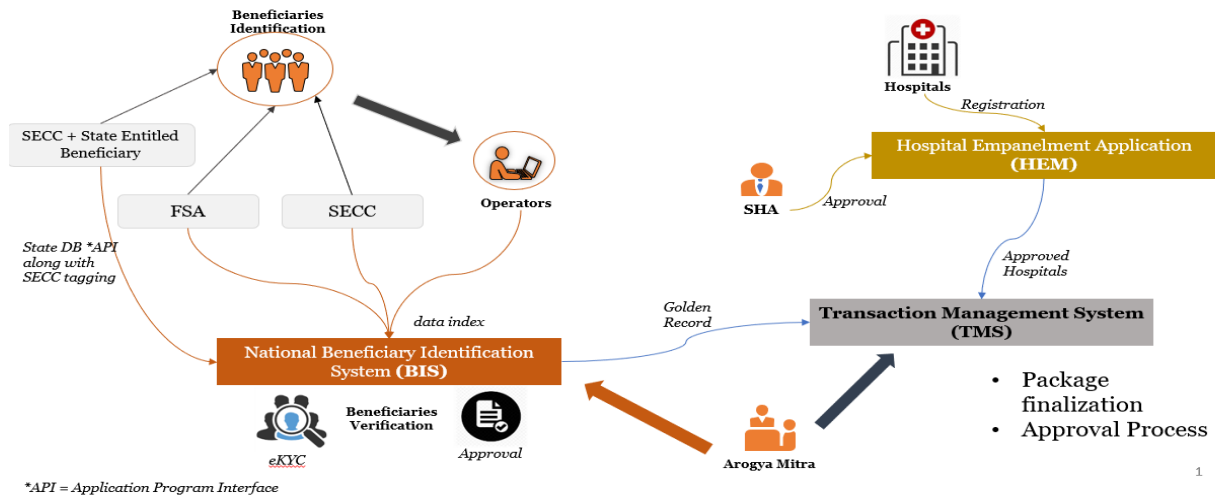 Beneficiaries
Identification
Hospitals
Registration
SECC + State Entitled
Beneficiary
Hospital Empanelment Application
(HEM)
FSA
SECC
Operators
SHA
Approval
State DB *API
along with
SECC tagging
Approved
Hospitals
data index
Golden
Record
Transaction Management System
(TMS)
National Beneficiary Identification
System (BIS)
• Package
finalization
• Approval Process
Beneficiaries
Verification
eKYC
Approval
Arogya Mitra
1
*API = Application Program Interface